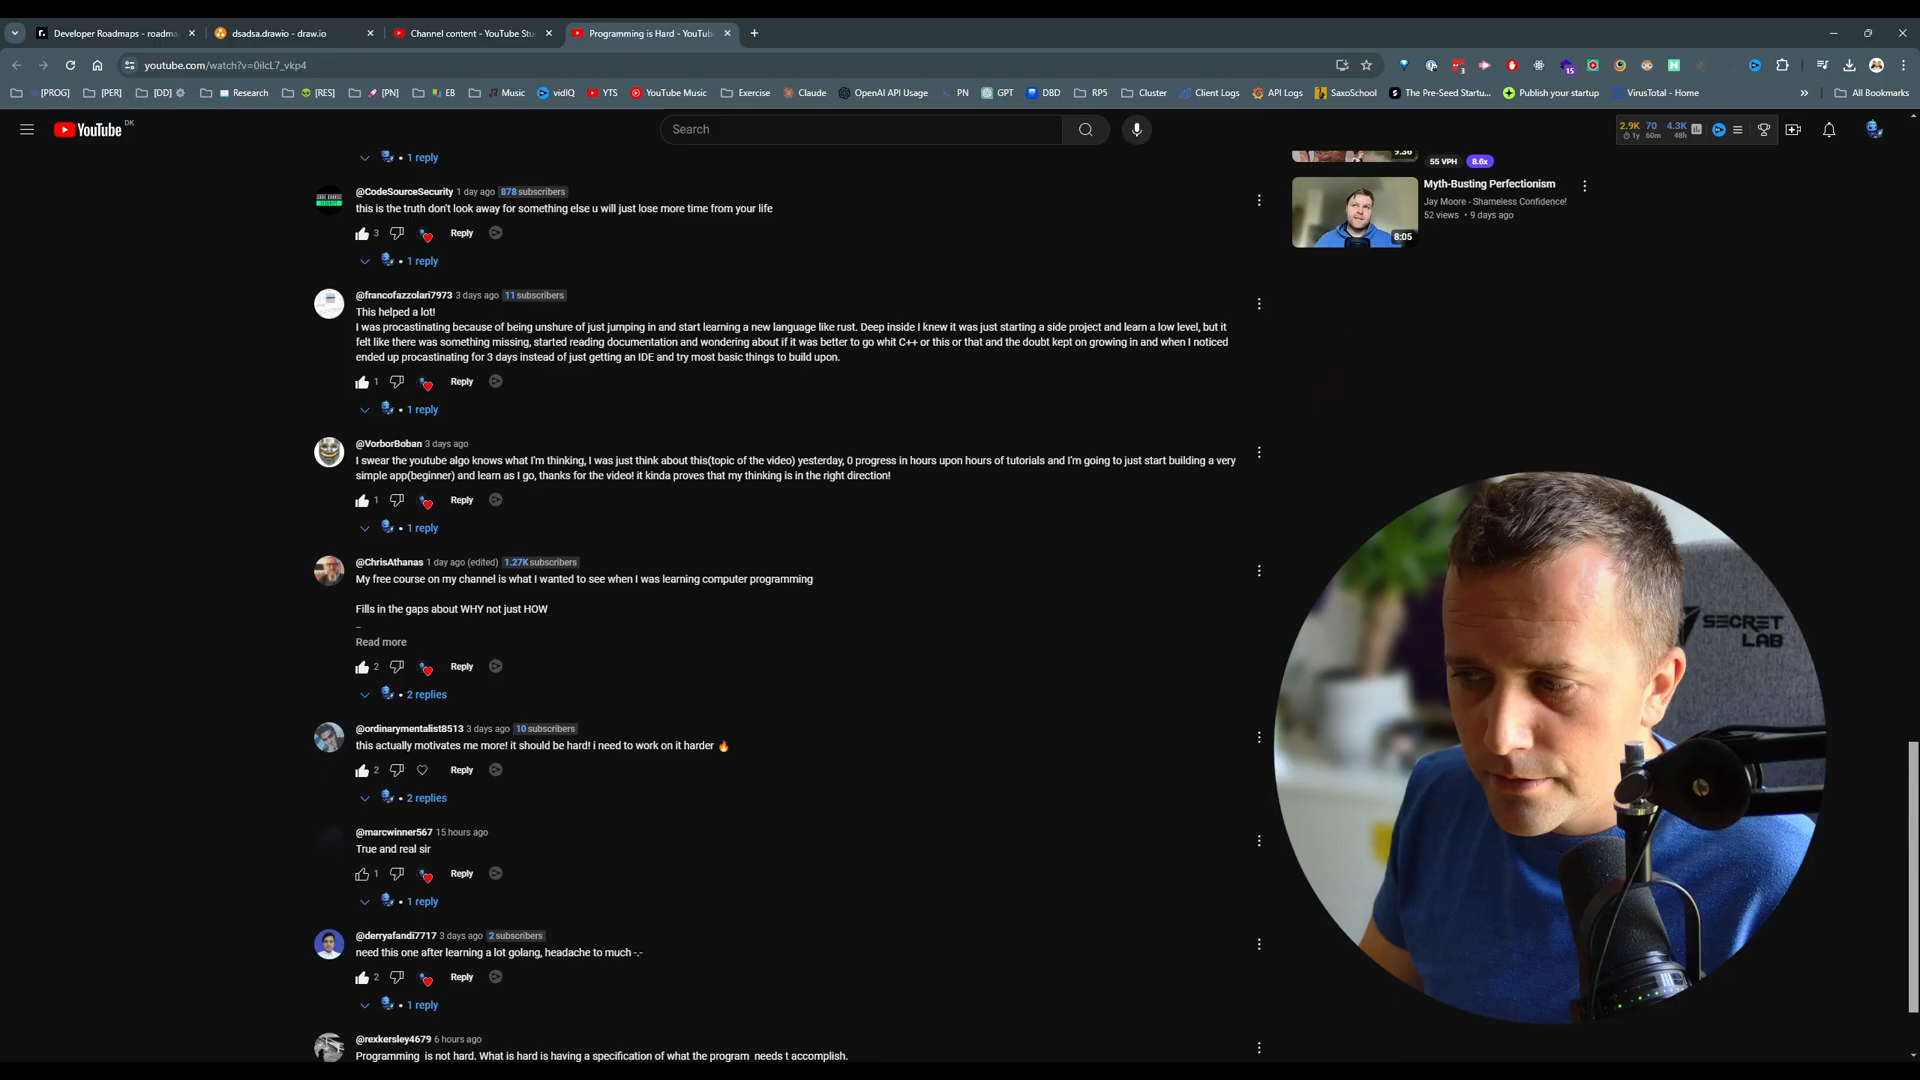 Developer Roadmaps - roadma
dsadsa.drawio - draw.io
Channel content - YouTube Stu
Programming is Hard - YouTub
youtube.com/watch?v=0ilcL7_vkp4
3
15
[PROG]
[PER]
[DD]
Research
[RES]
[PN]
EB
Music
vidIQ
YTS
YouTube Music
Exercise
Claude
OpenAI API Usage
PN
GPT
DBD
RP5
Cluster
Client Logs
API Logs
SaxoSchool
The Pre-Seed Startu...
Publish your startup
VirusTotal - Home
All Bookmarks
YouTube DK
Search
2.9K 70 4.3K
1y 60m 48h
1 reply
@CodeSourceSecurity 1 day ago 878 subscribers
this is the truth don't look away for something else u will just lose more time from your life
3 Reply
1 reply
@francofazzolari7973 3 days ago 11 subscribers
This helped a lot!
I was procastinating because of being unshure of just jumping in and start learning a new language like rust. Deep inside I knew it was just starting a side project and learn a low level, but it
felt like there was something missing, started reading documentation and wondering about if it was better to go whit C++ or this or that and the doubt kept on growing in and when I noticed
ended up procastinating for 3 days instead of just getting an IDE and try most basic things to build upon.
1 Reply
1 reply
@VorborBoban 3 days ago
I swear the youtube algo knows what I'm thinking, I was just think about this(topic of the video) yesterday, 0 progress in hours upon hours of tutorials and I'm going to just start building a very
simple app(beginner) and learn as I go, thanks for the video! it kinda proves that my thinking is in the right direction!
1 Reply
1 reply
@ChrisAthanas 1 day ago (edited) 1.27K subscribers
My free course on my channel is what I wanted to see when I was learning computer programming
Fills in the gaps about WHY not just HOW
–
Read more
2 Reply
2 replies
@ordinarymentalist8513 3 days ago 10 subscribers
this actually motivates me more! it should be hard! i need to work on it harder 🔥
2 Reply
2 replies
@marcwinner567 15 hours ago
True and real sir
1 Reply
1 reply
@derryafandi7717 3 days ago 2 subscribers
need this one after learning a lot golang, headache to much -.-
2 Reply
1 reply
@rexkersley4679 6 hours ago
Programming is not hard. What is hard is having a specification of what the program needs t accomplish.
9:36
55 VPH 8.6x
Myth-Busting Perfectionism
Jay Moore - Shameless Confidence!
52 views • 9 days ago
8:05
SECRET
LAB